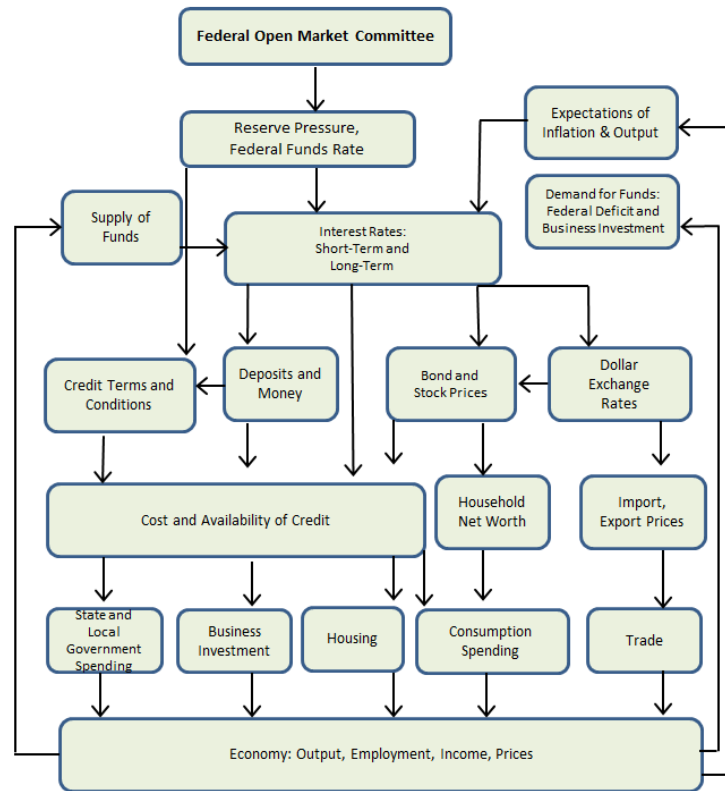 Federal Open Market Committee
Reserve Pressure,
Federal Funds Rate
Expectations of
Inflation & Output
Supply of
Funds
Interest Rates:
Short-Term and
Long-Term
Demand for Funds:
Federal Deficit and
Business Investment
Credit Terms and
Conditions
Deposits and
Money
Bond and
Stock Prices
Dollar
Exchange
Rates
Cost and Availability of Credit
Household
Net Worth
Import,
Export Prices
State and
Local
Government
Spending
Business
Investment
Housing
Consumption
Spending
Trade
Economy: Output, Employment, Income, Prices